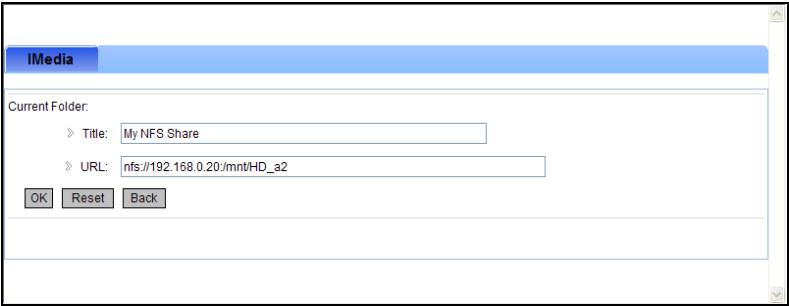 IMedia
Current Folder:
Title: My NFS Share
URL: nfs://192.168.0.20:/mnt/HD_a2
OK Reset Back